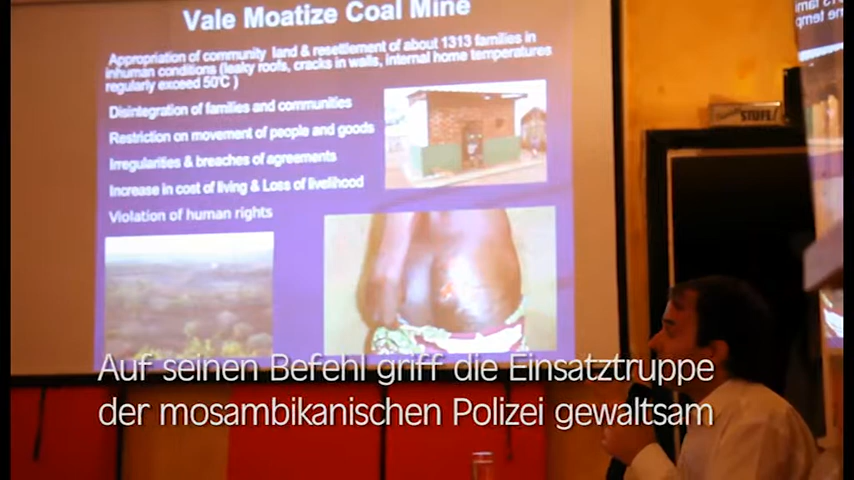 Vale Moatize Coal Mine
Appropriation of community land & resettlement of about 1313 families in
inhuman conditions (leaky roofs, cracks in walls, internal home temperatures
regularly exceed 50'C )
Disintegration of families and communities
Restriction on movement of people and goods
Irregularities & breaches of agreements
Increase in cost of living & Loss of livelihood
Violation of human rights
STUFE
Auf seinen Befehl griff die Einsatztruppe
der mosambikanischen Polizei gewaltsam